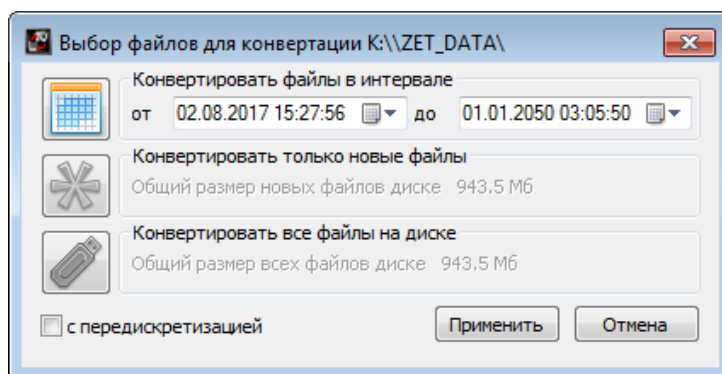 Выбор файлов для конвертации K:\\ZET_DATA\
Конвертировать файлы в интервале
от 02.08.2017 15:27:56 до 01.01.2050 03:05:50
Конвертировать только новые файлы
Общий размер новых файлов диске 943,5 Мб
Конвертировать все файлы на диске
Общий размер всех файлов диске 943,5 Мб
с передискретизацией Применить Отмена